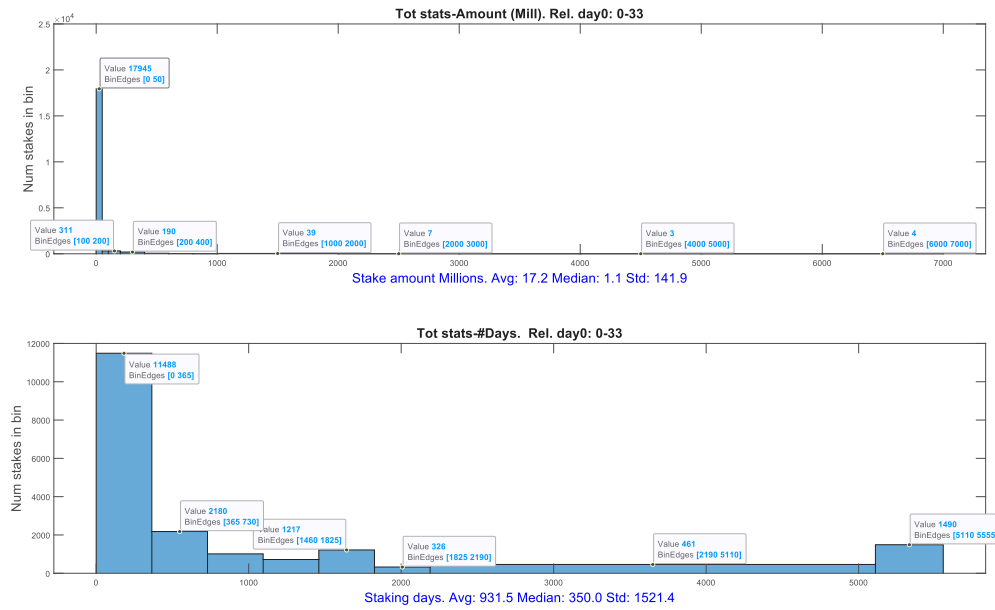 Tot stats-Amount (Mill). Rel. day0: 0-33
×10⁴
2.5
2
1.5
1
0.5
0
Num stakes in bin
Value 17945
BinEdges [0 50]
Value 311
BinEdges [100 200]
Value 190
BinEdges [200 400]
Value 39
BinEdges [1000 2000]
Value 7
BinEdges [2000 3000]
Value 3
BinEdges [4000 5000]
Value 4
BinEdges [6000 7000]
0 1000 2000 3000 4000 5000 6000 7000
Stake amount Millions. Avg: 17.2 Median: 1.1 Std: 141.9
Tot stats-#Days. Rel. day0: 0-33
12000
10000
8000
6000
4000
2000
0
Num stakes in bin
Value 11488
BinEdges [0 365]
Value 2180
BinEdges [365 730]
Value 1217
BinEdges [1460 1825]
Value 326
BinEdges [1825 2190]
Value 461
BinEdges [2190 5110]
Value 1490
BinEdges [5110 5555
0 1000 2000 3000 4000 5000
Staking days. Avg: 931.5 Median: 350.0 Std: 1521.4